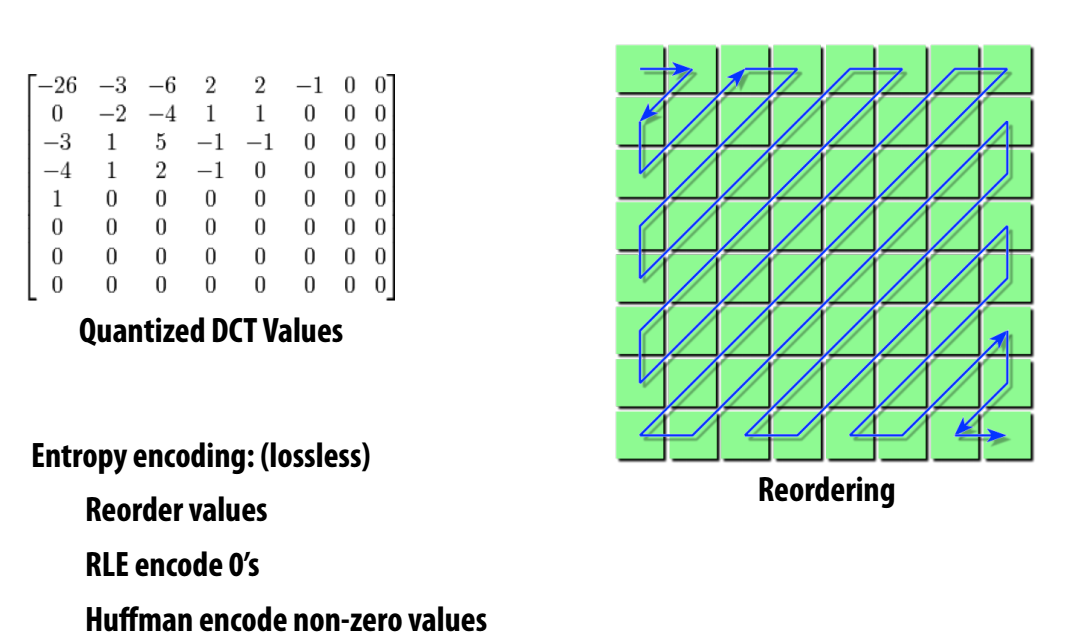 −26 −3 −6 2 2 −1 0 0
0 −2 −4 1 1 0 0 0
−3 1 5 −1 −1 0 0 0
−4 1 2 −1 0 0 0 0
1 0 0 0 0 0 0 0
0 0 0 0 0 0 0 0
0 0 0 0 0 0 0 0
0 0 0 0 0 0 0 0
Quantized DCT Values
Reordering
Entropy encoding: (lossless)
Reorder values
RLE encode 0’s
Huffman encode non-zero values